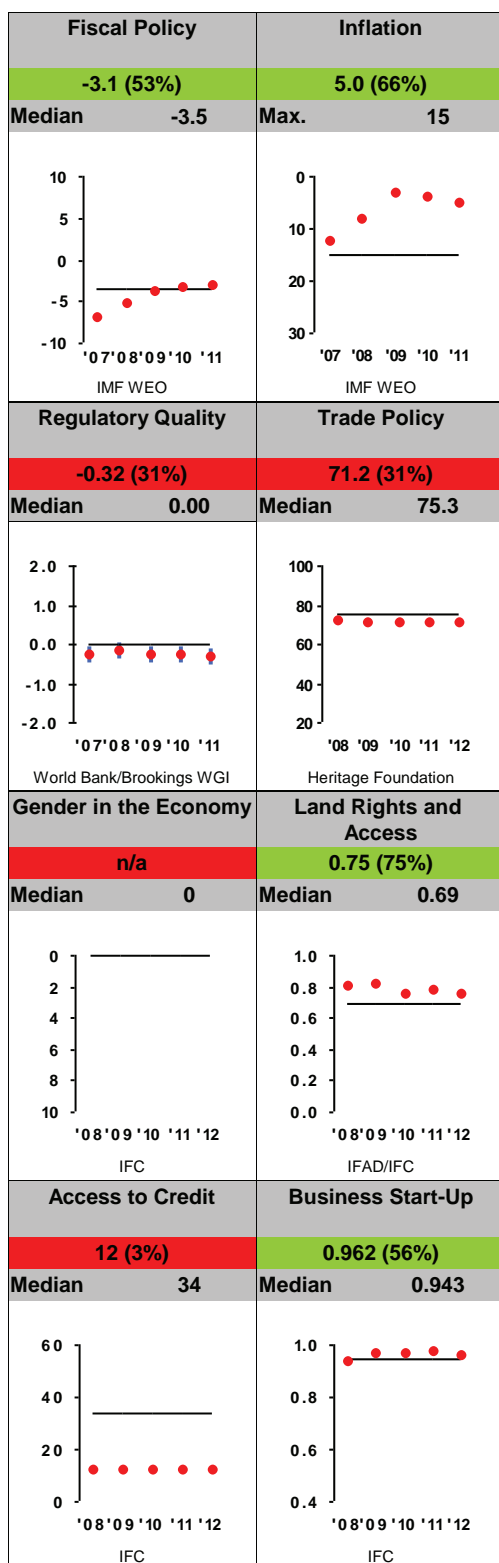 Fiscal Policy
-3.1 (53%)
Median -3.5
10
5
0
-5
-10
'07 '08 '09 '10 '11
IMF WEO
Inflation
5.0 (66%)
Max. 15
0
10
20
30
'07 '08 '09 '10 '11
IMF WEO
Regulatory Quality
-0.32 (31%)
Median 0.00
2.0
1.0
0.0
-1.0
-2.0
'07 '08 '09 '10 '11
World Bank/Brookings WGI
Trade Policy
71.2 (31%)
Median 75.3
100
80
60
40
20
'08 '09 '10 '11 '12
Heritage Foundation
Gender in the Economy
n/a
Median 0
0
2
4
6
8
10
'08 '09 '10 '11 '12
IFC
Land Rights and
Access
0.75 (75%)
Median 0.69
1.0
0.8
0.6
0.4
0.2
0.0
'08 '09 '10 '11 '12
IFAD/IFC
Access to Credit
12 (3%)
Median 34
60
40
20
0
'08 '09 '10 '11 '12
IFC
Business Start-Up
0.962 (56%)
Median 0.943
1.0
0.8
0.6
0.4
'08 '09 '10 '11 '12
IFC